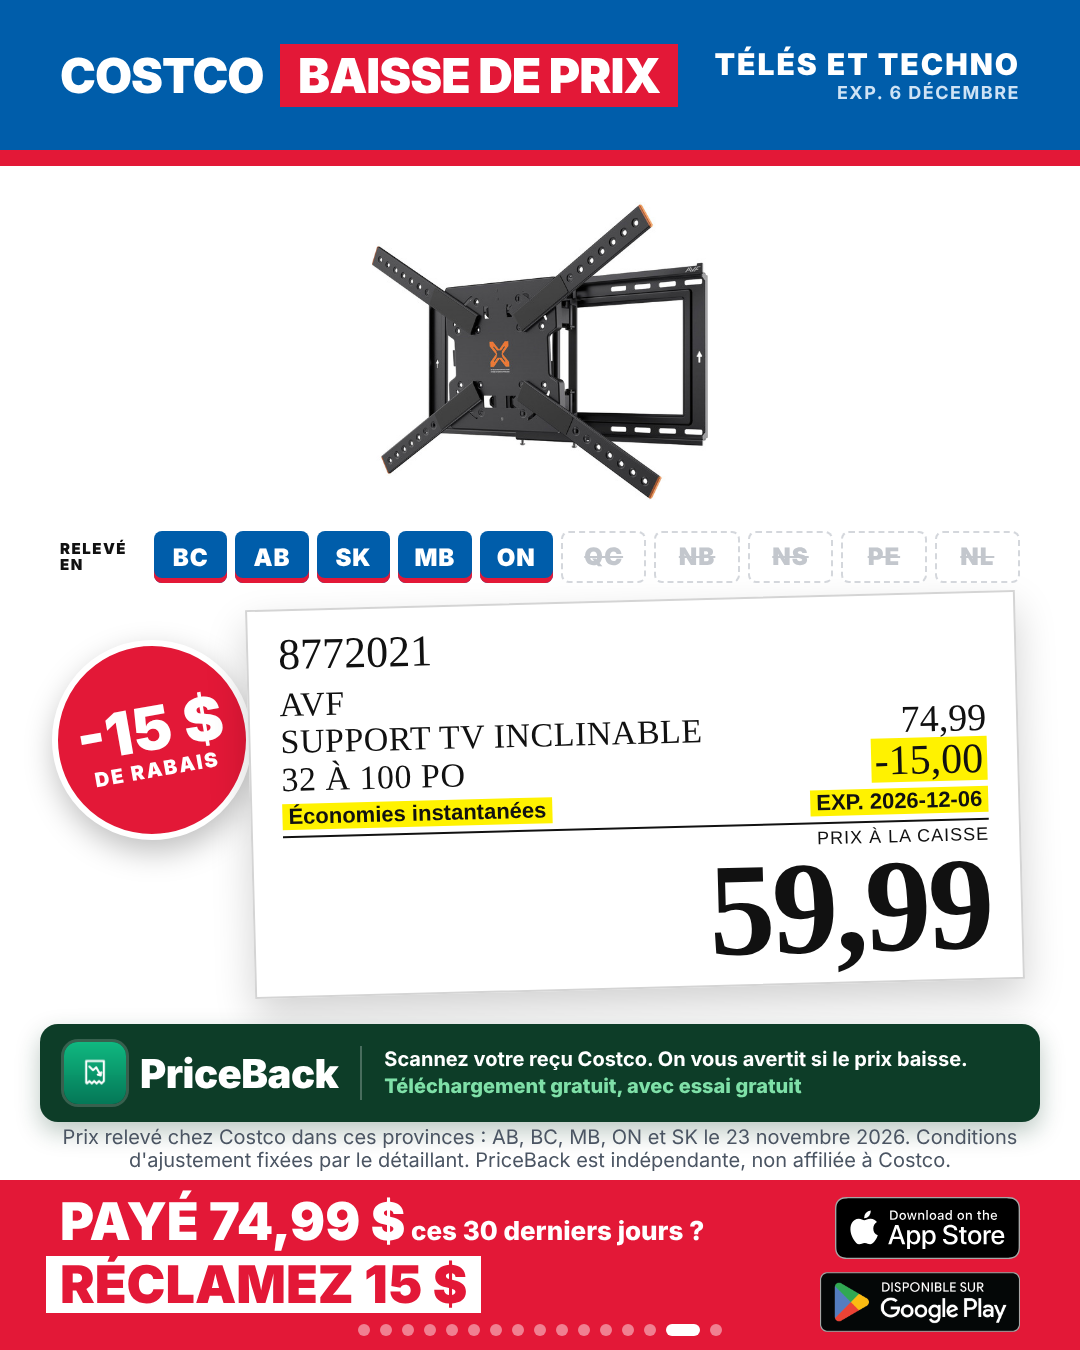 COSTCO BAISSE DE PRIX
TÉLÉS ET TECHNO
EXP. 6 DÉCEMBRE
RELEVÉ EN
BC AB SK MB ON QC NB NS PE NL
8772021
AVF
SUPPORT TV INCLINABLE
32 À 100 PO
Économies instantanées
74,99
-15,00
EXP. 2026-12-06
PRIX À LA CAISSE
59,99
-15 $
DE RABAIS
PriceBack
Scannez votre reçu Costco. On vous avertit si le prix baisse.
Téléchargement gratuit, avec essai gratuit
Prix relevé chez Costco dans ces provinces : AB, BC, MB, ON et SK le 23 novembre 2026. Conditions
d'ajustement fixées par le détaillant. PriceBack est indépendante, non affiliée à Costco.
PAYÉ 74,99 $ ces 30 derniers jours ?
RÉCLAMEZ 15 $
Download on the
App Store
DISPONIBLE SUR
Google Play